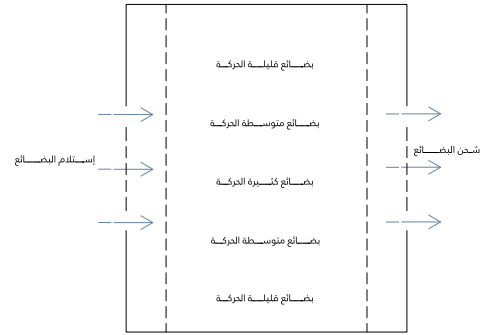 بضائع قليلة الحركة
بضائع متوسطة الحركة
شحن البضائع
إستلام البضائع
بضائع كثيرة الحركة
بضائع متوسطة الحركة
بضائع قليلة الحركة